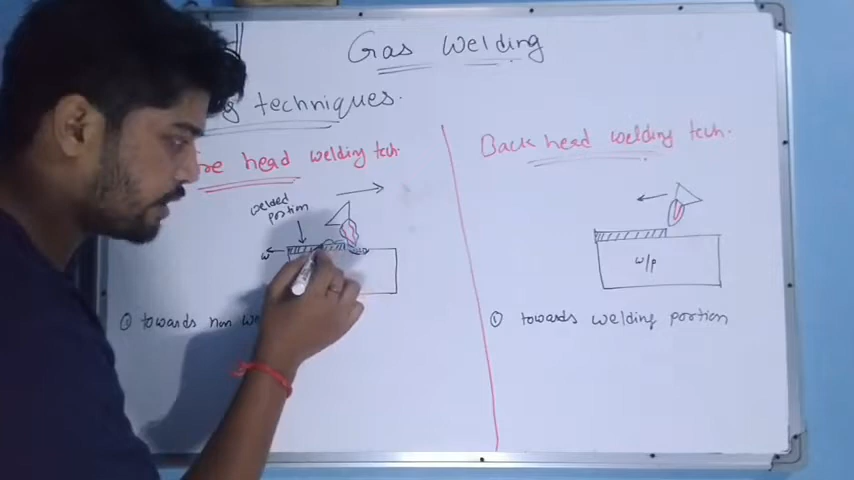 Gas Welding
techniques.
head welding tech.
Back head welding tech.
welded
portion
w
w/p
① towards non
① towards welding portion